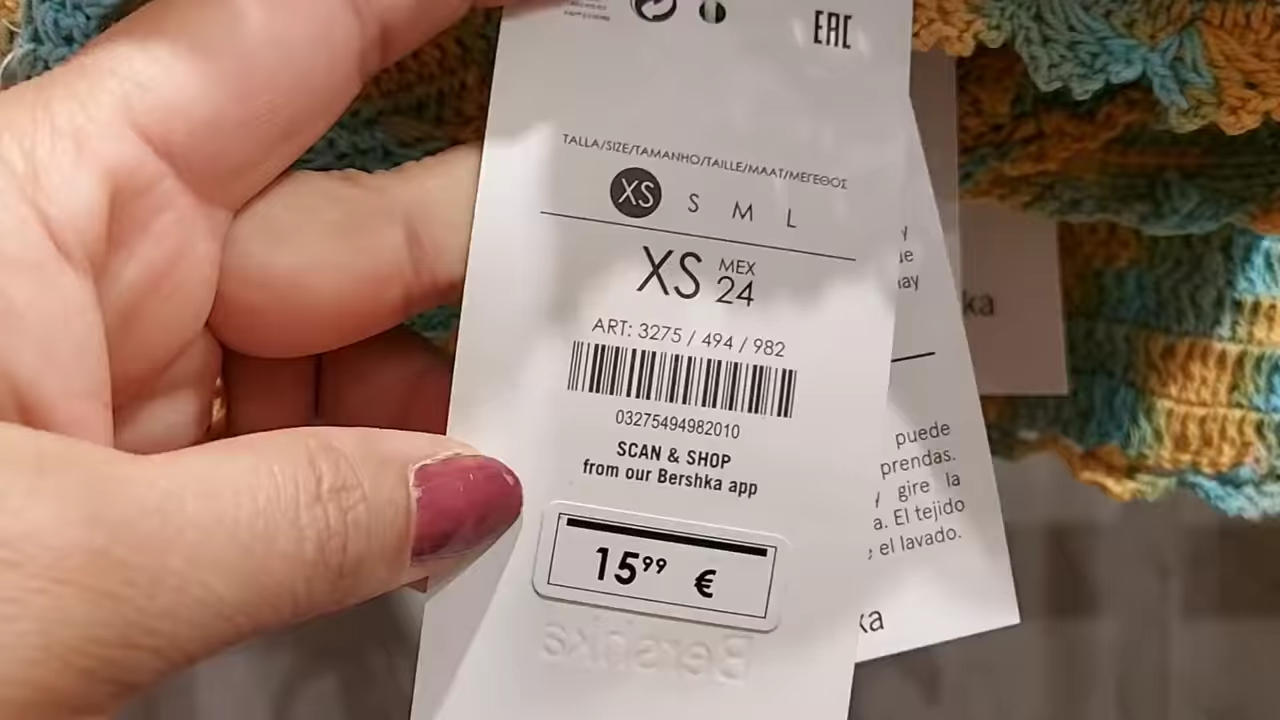 EAC
TALLA/SIZE/TAMANHO/TAILLE/MAAT/ΜΕΓΕΘΟΣ
XS S M L
XS MEX 24
ART: 3275 / 494 / 982
03275494982010
SCAN & SHOP
from our Bershka app
15⁹⁹ €
Bershka
puede
prendas.
gire la
a. El tejido
el lavado.
ka
ka